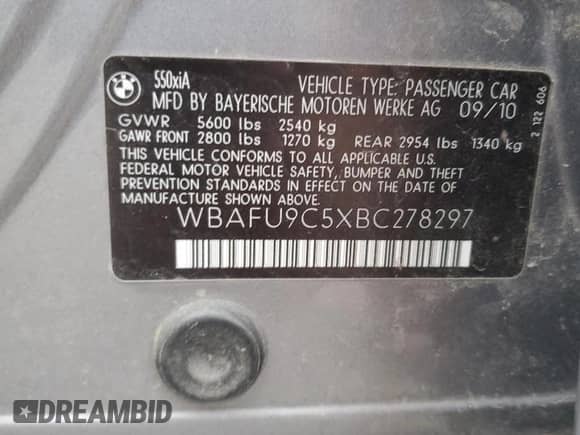 550xiA
VEHICLE TYPE: PASSENGER CAR
MFD BY BAYERISCHE MOTOREN WERKE AG 09/10
GVWR 5600 lbs 2540 kg
GAWR FRONT 2800 lbs 1270 kg REAR 2954 lbs 1340 kg
THIS VEHICLE CONFORMS TO ALL APPLICABLE U.S.
FEDERAL MOTOR VEHICLE SAFETY, BUMPER AND THEFT
PREVENTION STANDARDS IN EFFECT ON THE DATE OF
MANUFACTURE SHOWN ABOVE.
WBAFU9C5XBC278297
2 122 606
DREAMBID